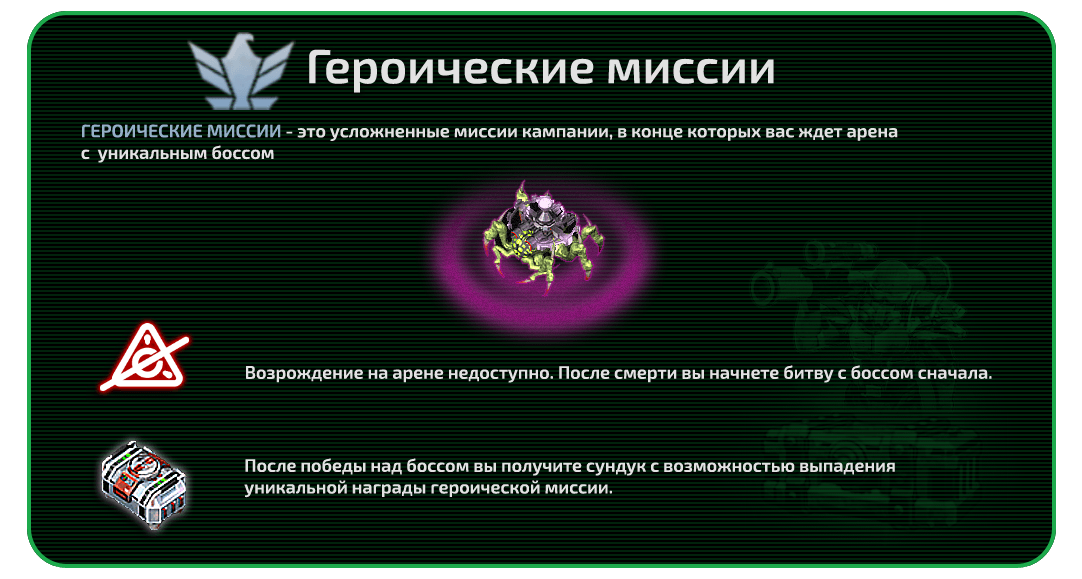 Героические миссии
ГЕРОИЧЕСКИЕ МИССИИ - это усложненные миссии кампании, в конце которых вас ждет арена
с уникальным боссом
Возрождение на арене недоступно. После смерти вы начнете битву с боссом сначала.
После победы над боссом вы получите сундук с возможностью выпадения
уникальной награды героической миссии.